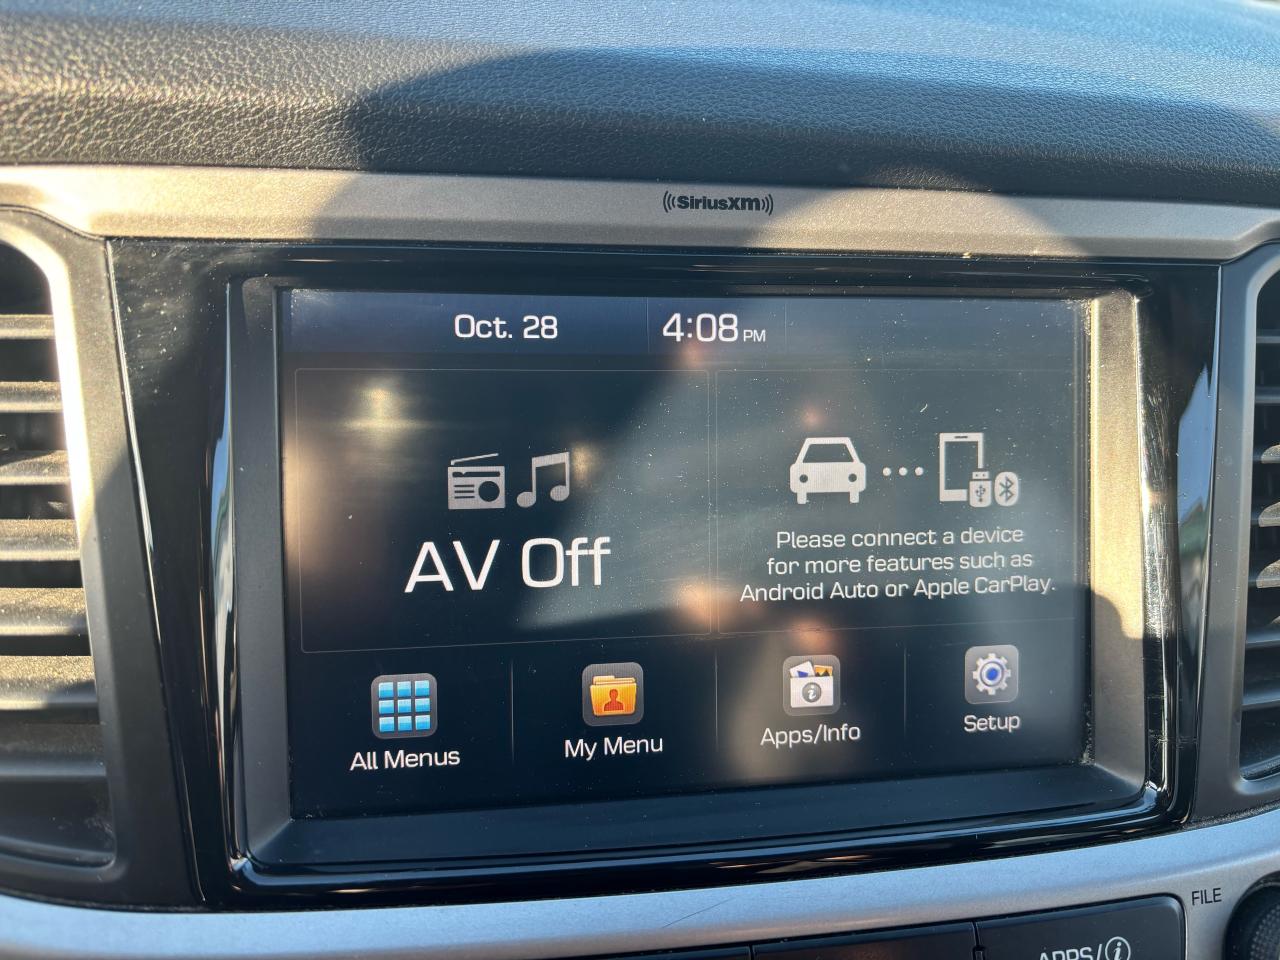 SiriusXM
Oct. 28
4:08 PM
AV Off
Please connect a device
for more features such as
Android Auto or Apple CarPlay.
All Menus
My Menu
Apps/Info
Setup
FILE
APPS/i